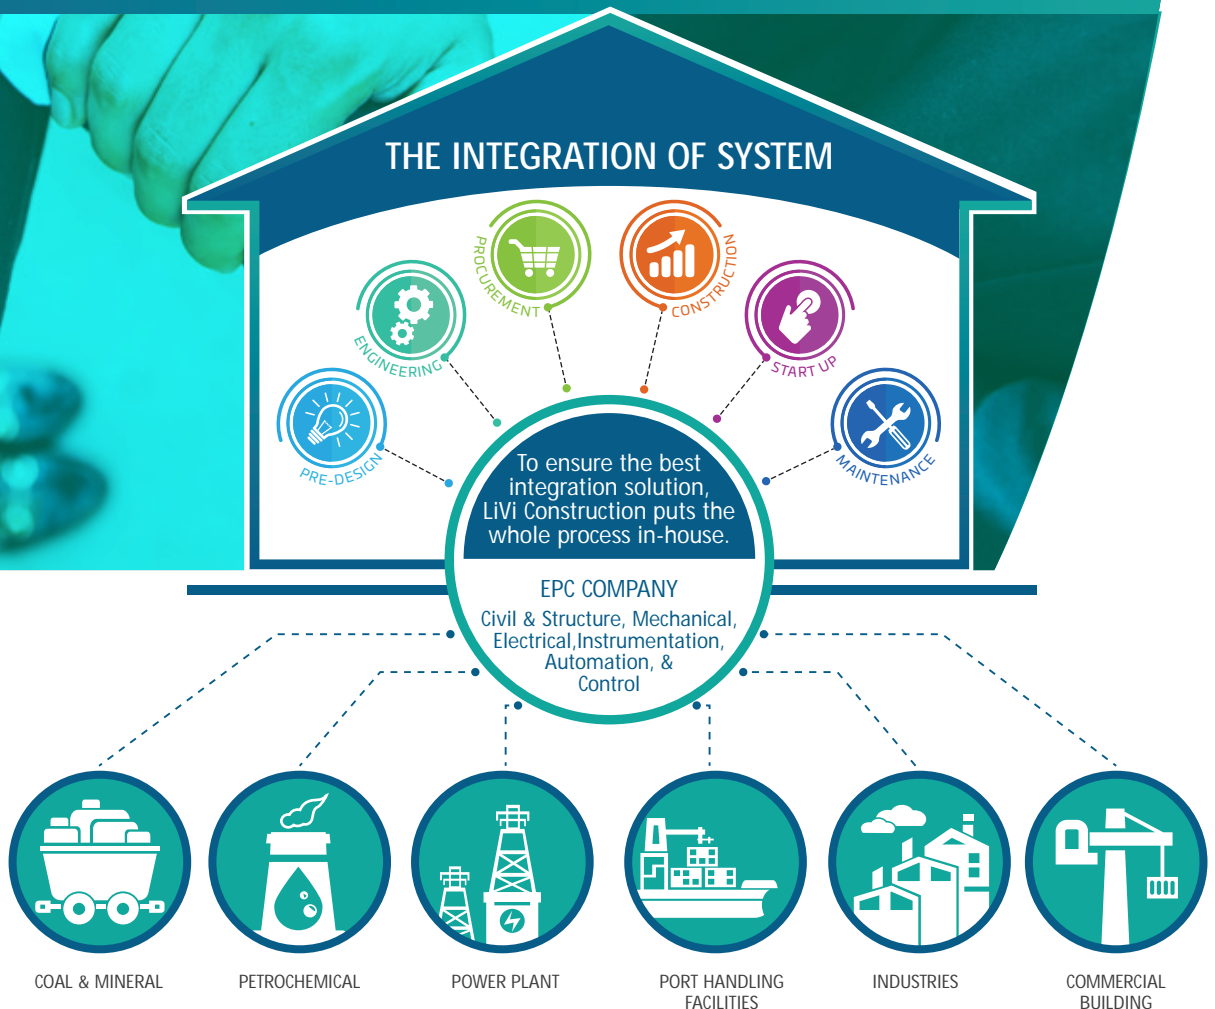 THE INTEGRATION OF SYSTEM
PRE-DESIGN
ENGINEERING
PROCUREMENT
CONSTRUCTION
START UP
MAINTENANCE
To ensure the best
integration solution,
LiVi Construction puts the
whole process in-house.
EPC COMPANY
Civil & Structure, Mechanical,
Electrical,Instrumentation,
Automation, &
Control
COAL & MINERAL
PETROCHEMICAL
POWER PLANT
PORT HANDLING
FACILITIES
INDUSTRIES
COMMERCIAL
BUILDING